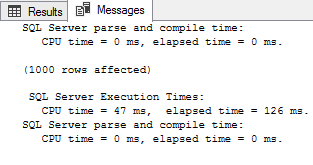 Results Messages
SQL Server parse and compile time:
CPU time = 0 ms, elapsed time = 0 ms.
(1000 rows affected)
SQL Server Execution Times:
CPU time = 47 ms,  elapsed time = 126 ms.
SQL Server parse and compile time:
CPU time = 0 ms, elapsed time = 0 ms.